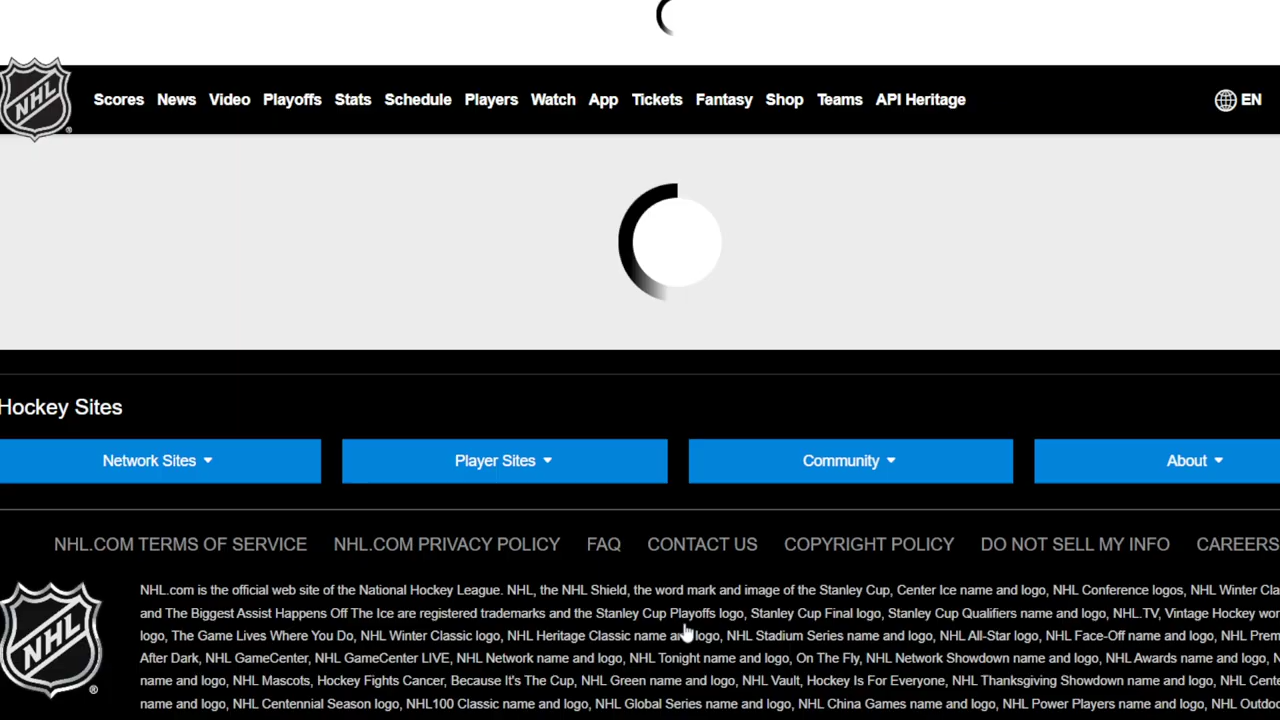 NHL
Scores News Video Playoffs Stats Schedule Players Watch App Tickets Fantasy Shop Teams API Heritage EN
Hockey Sites
Network Sites Player Sites Community About
NHL.COM TERMS OF SERVICE NHL.COM PRIVACY POLICY FAQ CONTACT US COPYRIGHT POLICY DO NOT SELL MY INFO CAREERS
NHL
NHL.com is the official web site of the National Hockey League. NHL, the NHL Shield, the word mark and image of the Stanley Cup, Center Ice name and logo, NHL Conference logos, NHL Winter Cla
and The Biggest Assist Happens Off The Ice are registered trademarks and the Stanley Cup Playoffs logo, Stanley Cup Final logo, Stanley Cup Qualifiers name and logo, NHL.TV, Vintage Hockey wor
logo, The Game Lives Where You Do, NHL Winter Classic logo, NHL Heritage Classic name and logo, NHL Stadium Series name and logo, NHL All-Star logo, NHL Face-Off name and logo, NHL Prem
After Dark, NHL GameCenter, NHL GameCenter LIVE, NHL Network name and logo, NHL Tonight name and logo, On The Fly, NHL Network Showdown name and logo, NHL Awards name and logo, N
name and logo, NHL Mascots, Hockey Fights Cancer, Because It's The Cup, NHL Green name and logo, NHL Vault, Hockey Is For Everyone, NHL Thanksgiving Showdown name and logo, NHL Cente
name and logo, NHL Centennial Season logo, NHL100 Classic name and logo, NHL Global Series name and logo, NHL China Games name and logo, NHL Power Players name and logo, NHL Outdo